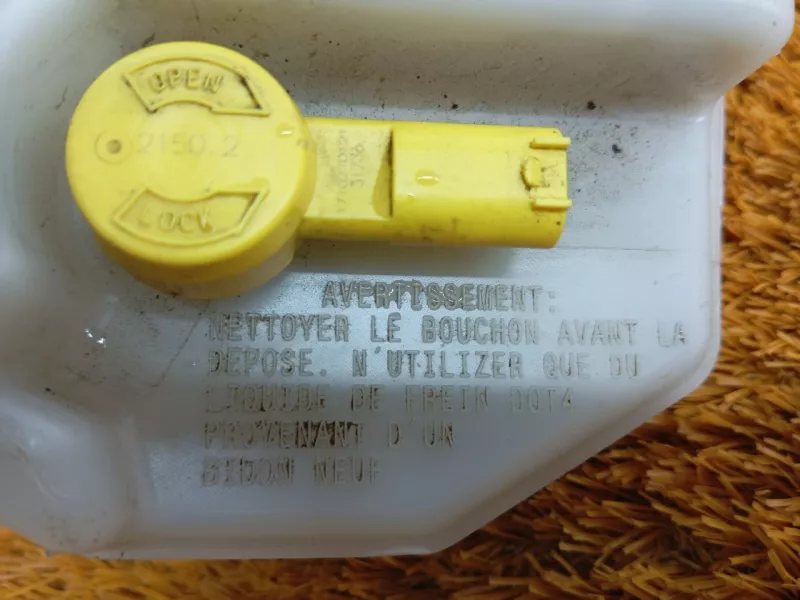 OPEN
2150.2
LOCK
AVERTISSEMENT:
NETTOYER LE BOUCHON AVANT LA
DEPOSE. N'UTILIZER QUE DU
LIQUIDE DE FREIN DOT4
PROVENANT D UN
BIDON NEUF